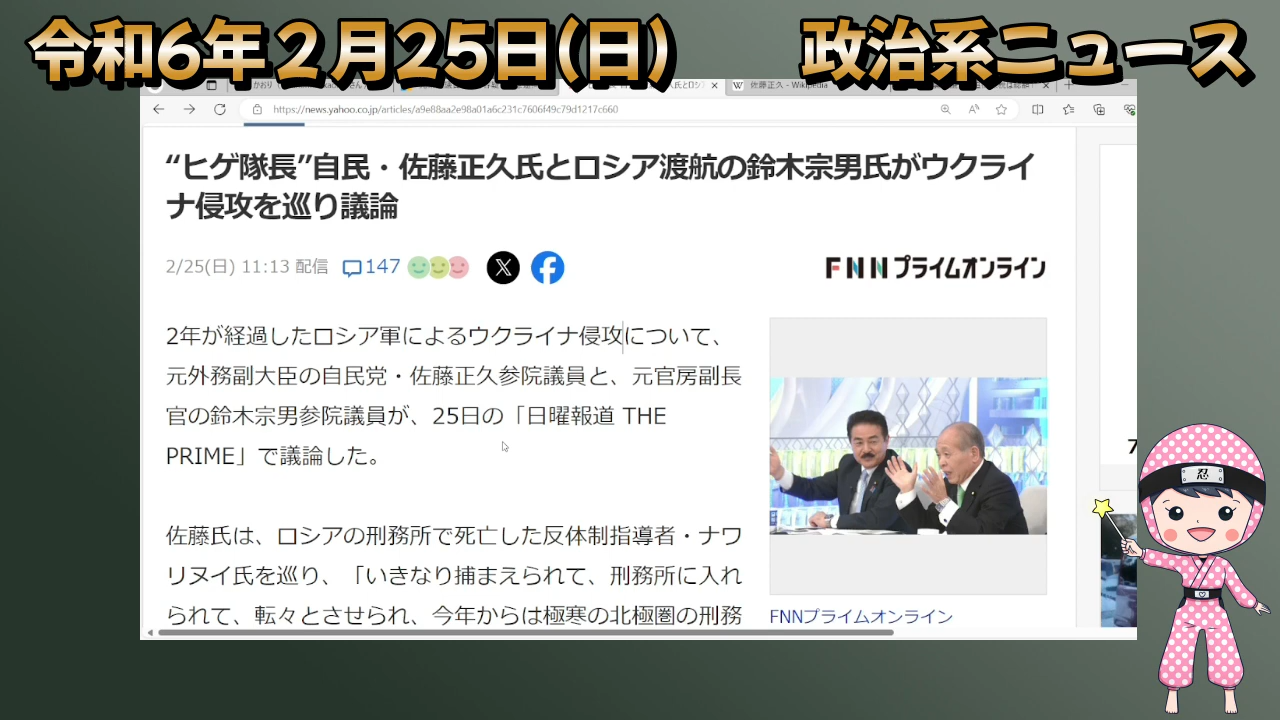 令和6年２月25日(日)　　政治系ニュース
佐藤正久 - Wikipedia
https://news.yahoo.co.jp/articles/a9e88aa2e98a01a6c231c7606f49c79d1217c660
“ヒゲ隊長”自民・佐藤正久氏とロシア渡航の鈴木宗男氏がウクライ
ナ侵攻を巡り議論
2/25(日) 11:13 配信　147
FNNプライムオンライン
2年が経過したロシア軍によるウクライナ侵攻について、
元外務副大臣の自民党・佐藤正久参院議員と、元官房副長
官の鈴木宗男参院議員が、25日の「日曜報道 THE
PRIME」で議論した。
佐藤氏は、ロシアの刑務所で死亡した反体制指導者・ナワ
リヌイ氏を巡り、「いきなり捕まえられて、刑務所に入れ
られて、転々とさせられ、今年からは極寒の北極圏の刑務
FNNプライムオンライン
7
忍